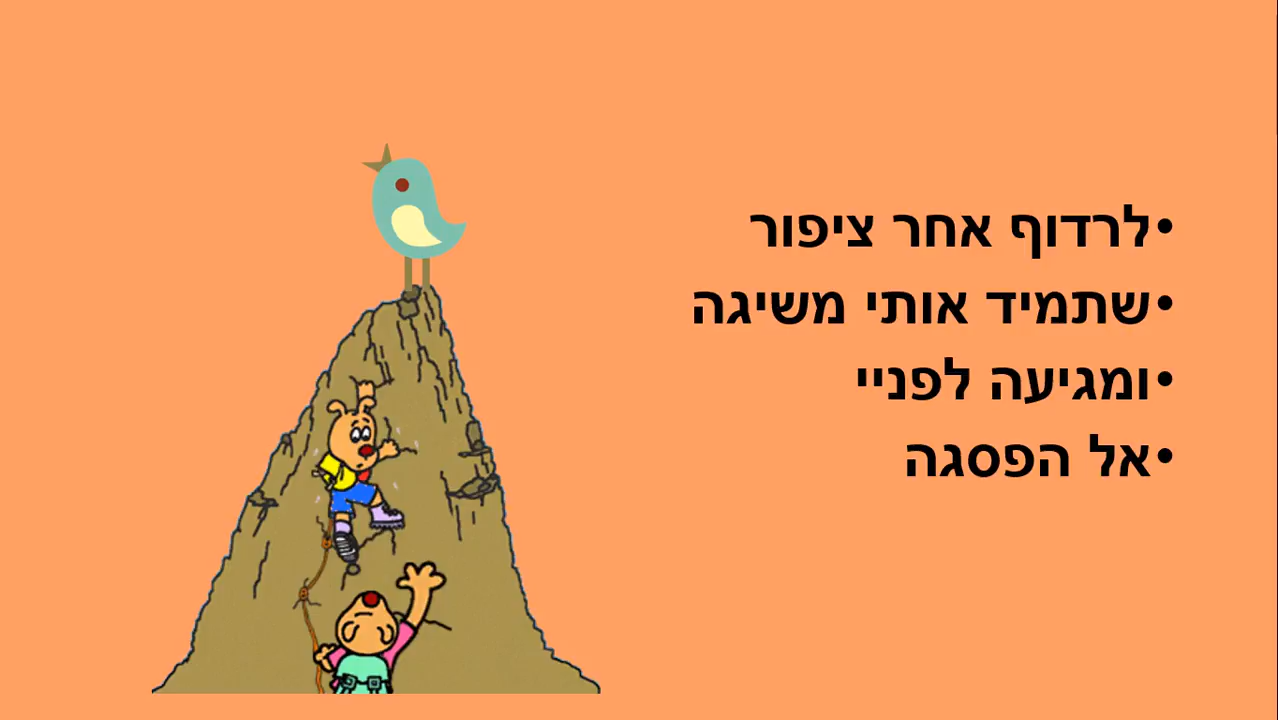 •לרדוף אחר ציפור
•שתמיד אותי משיגה
•ומגיעה לפניי
•אל הפסגה